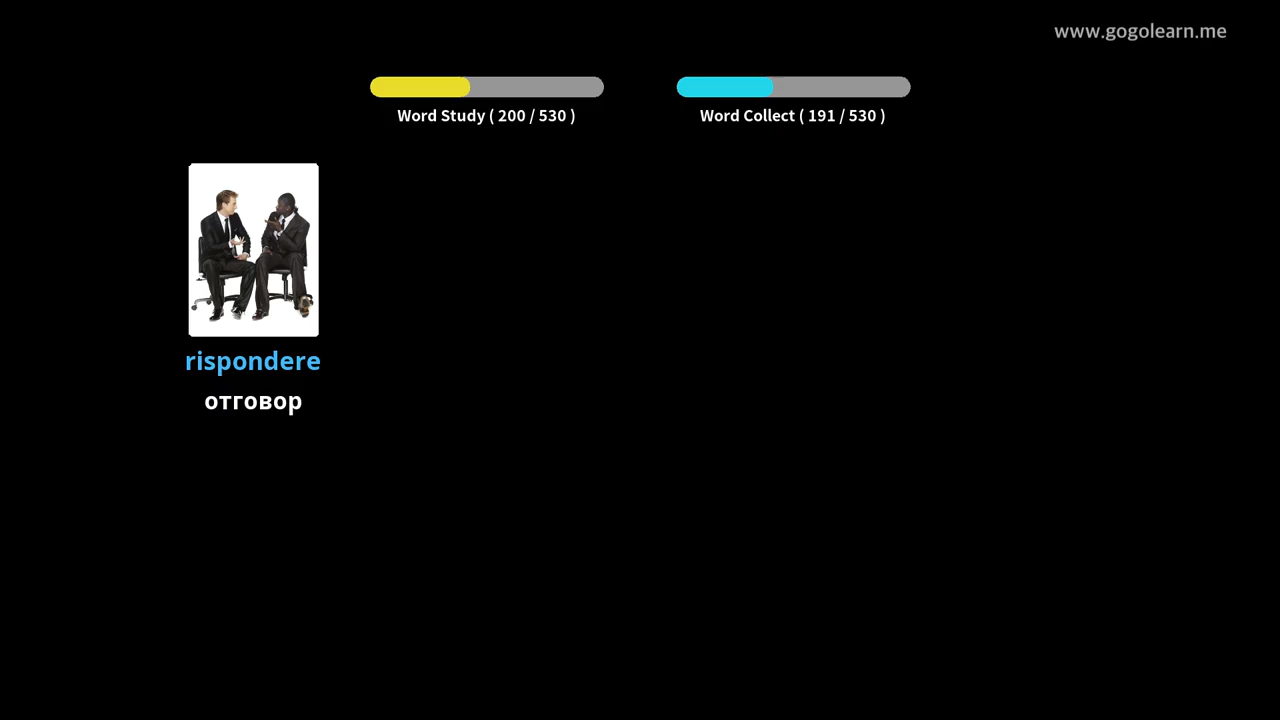 www.gogolearn.me
Word Study ( 200 / 530 )
Word Collect ( 191 / 530 )
rispondere
отговор